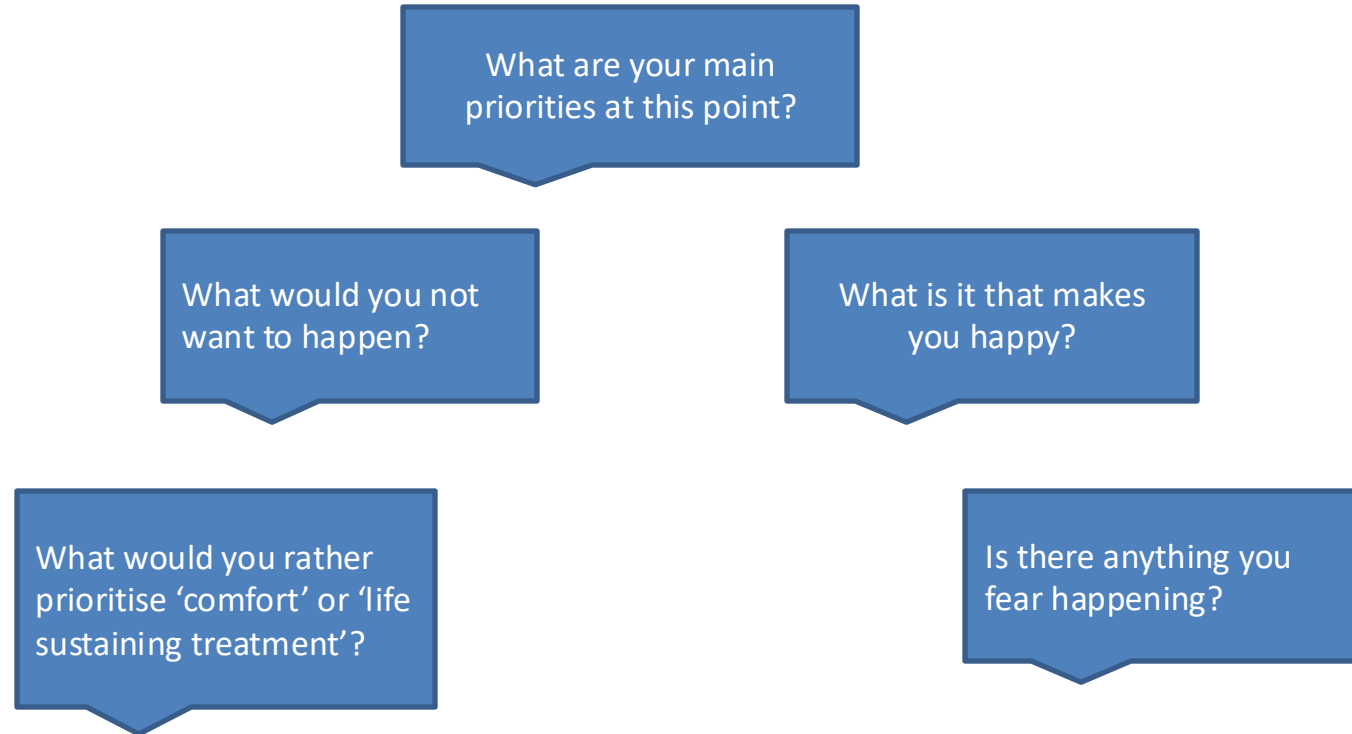 What are your main
priorities at this point?
What would you not
want to happen?
What is it that makes
you happy?
What would you rather
prioritise ‘comfort’ or ‘life
sustaining treatment’?
Is there anything you
fear happening?